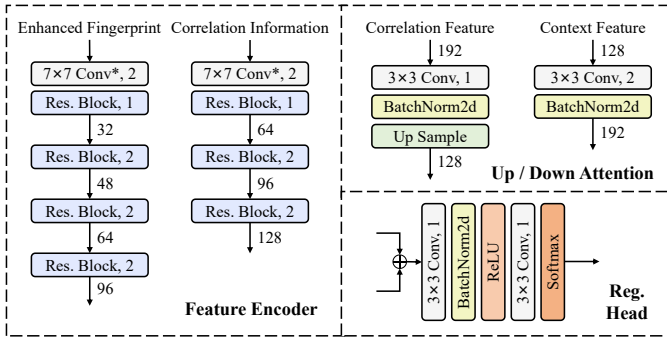 Enhanced Fingerprint
7×7 Conv*, 2
Res. Block, 1
32
Res. Block, 2
48
Res. Block, 2
64
Res. Block, 2
96
Correlation Information
7×7 Conv*, 2
Res. Block, 1
64
Res. Block, 2
96
Res. Block, 2
128
Feature Encoder
Correlation Feature
192
3×3 Conv, 1
BatchNorm2d
Up Sample
128
Context Feature
128
3×3 Conv, 2
BatchNorm2d
192
Up / Down Attention
3×3 Conv, 1
BatchNorm2d
ReLU
3×3 Conv, 1
Softmax
Reg.
Head